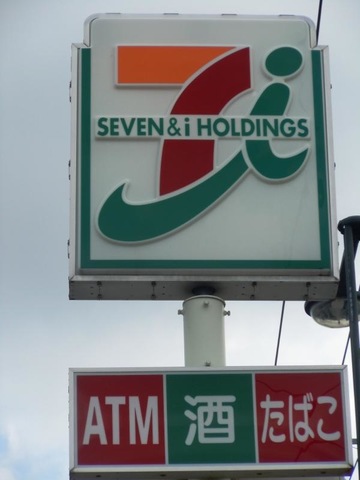 SEVEN & i HOLDINGS
ATM 酒 たばこ